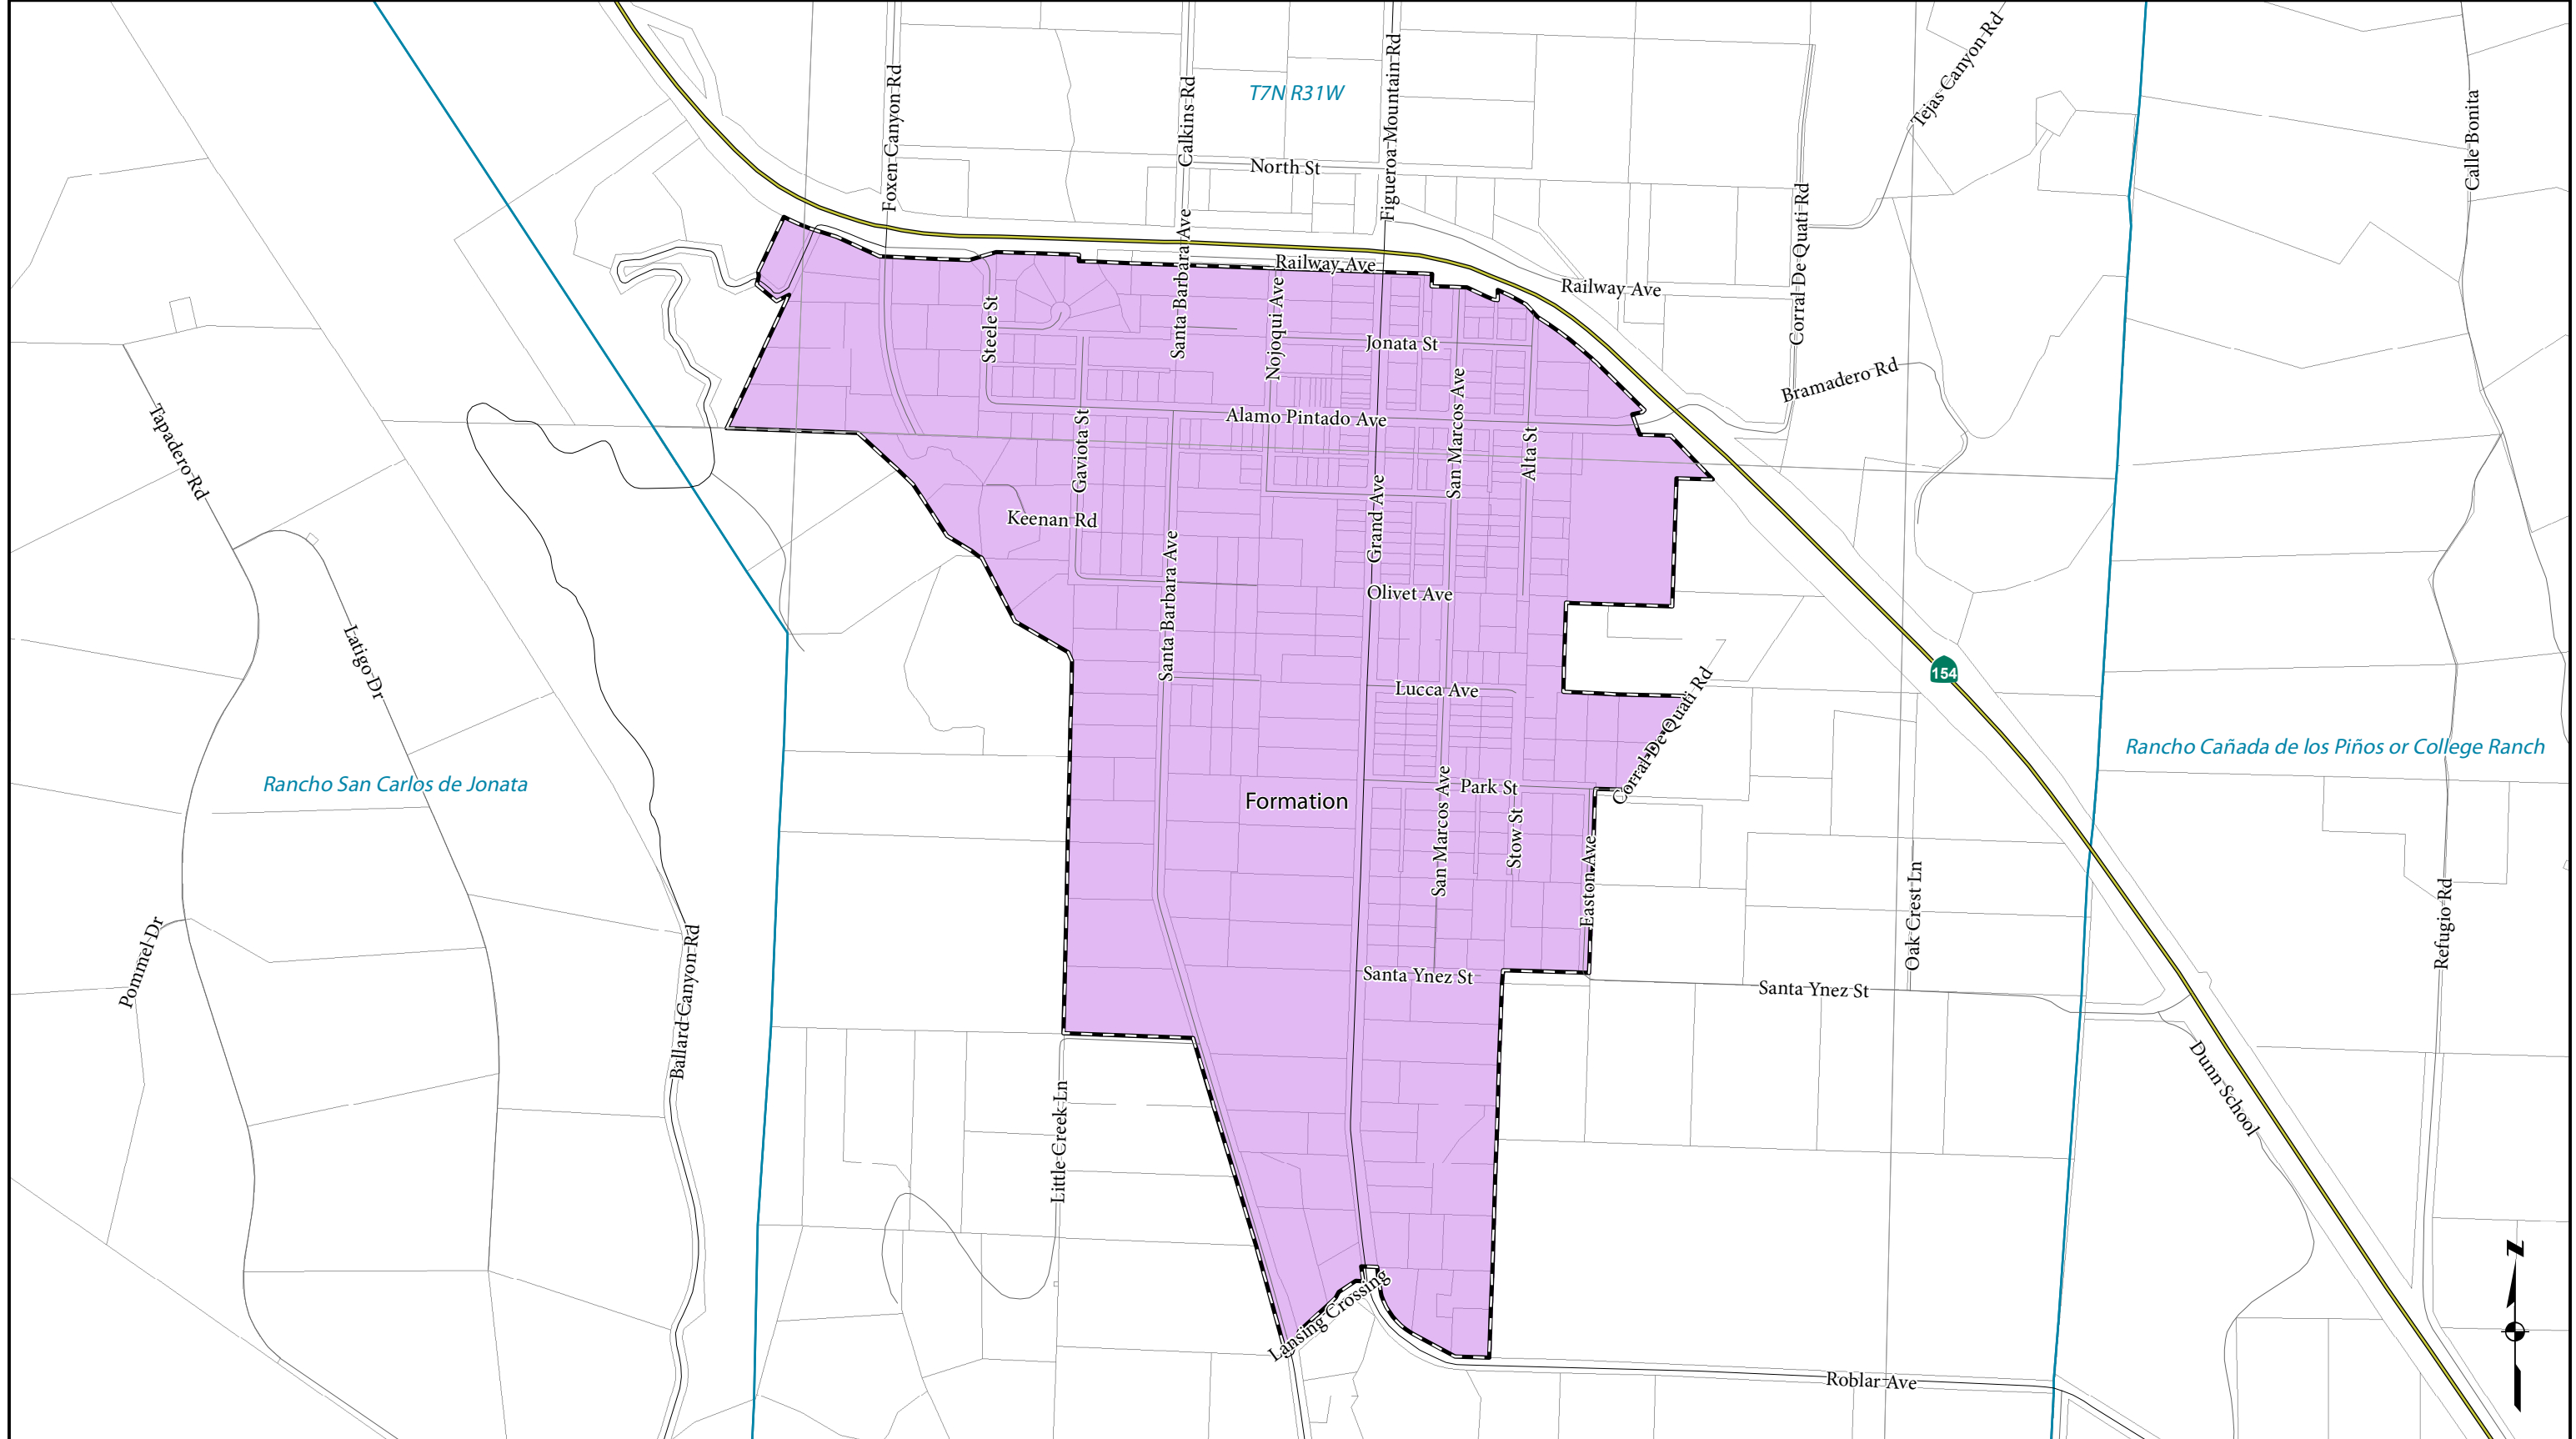 Foxen Canyon Rd
Calkins Rd
T7N R31W
Figueroa Mountain Rd
Tejas Canyon Rd
Calle Bonita
North St
Santa Barbara Ave
Railway Ave
Railway Ave
Corral De Quati Rd
Steele St
Nojoqui Ave
Jonata St
Bramadero Rd
Tapadero Rd
Gaviota St
Alamo Pintado Ave
San Marcos Ave
Alta St
Keenan Rd
Grand Ave
Santa Barbara Ave
Olivet Ave
Latigo Dr
Lucca Ave
Corral De Quati Rd
154
Rancho San Carlos de Jonata
Rancho Cañada de los Piños or College Ranch
Formation
Park St
San Marcos Ave
Stow St
Easton Ave
Oak Crest Ln
Refugio Rd
Pommel Dr
Ballard Canyon Rd
Santa Ynez St
Santa Ynez St
Dunn School
Little Creek Ln
Lansing Crossing
Roblar Ave
N